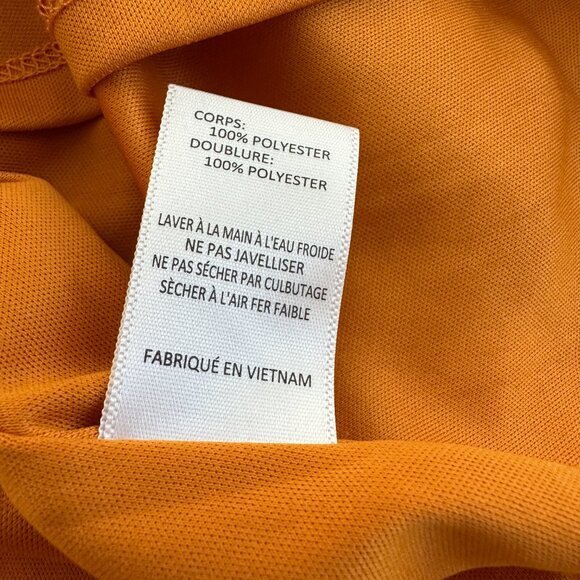 CORPS:
100% POLYESTER
DOUBLURE:
100% POLYESTER
LAVER À LA MAIN À L'EAU FROIDE
NE PAS JAVELLISER
NE PAS SÉCHER PAR CULBUTAGE
SÈCHER À L'AIR FER FAIBLE
FABRIQUÉ EN VIETNAM